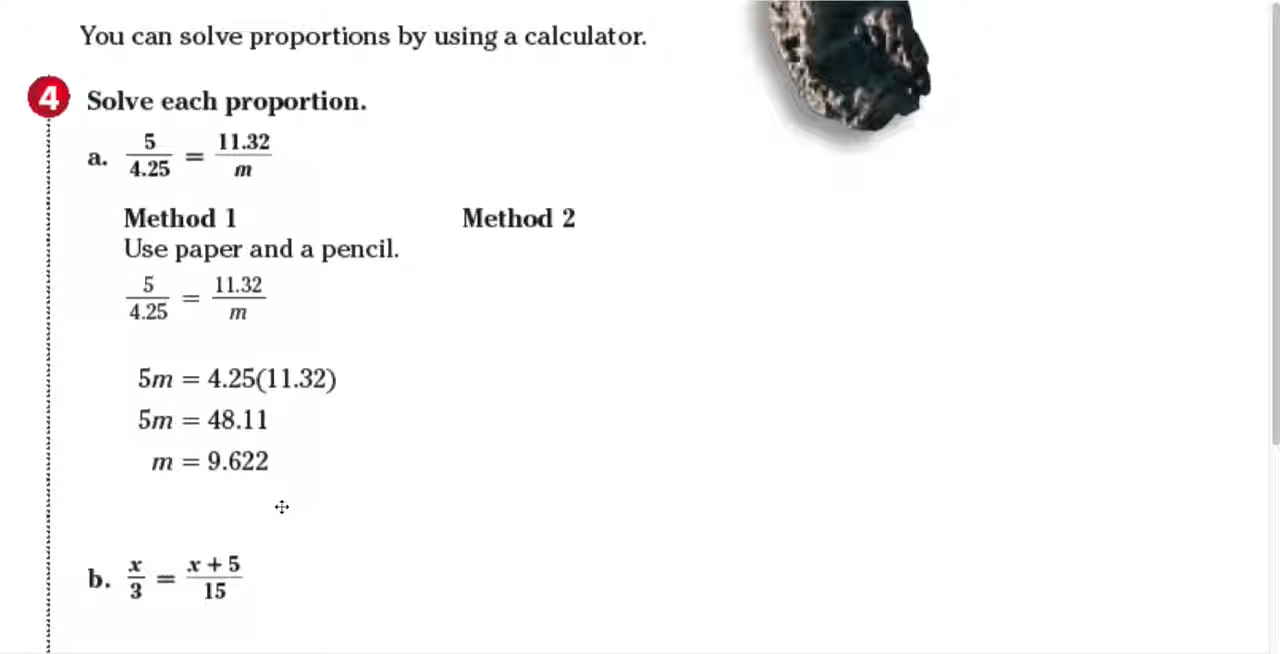 You can solve proportions by using a calculator.
4 Solve each proportion.
a. 5/4.25 = 11.32/m
Method 1 Method 2
Use paper and a pencil.
5/4.25 = 11.32/m
5m = 4.25(11.32)
5m = 48.11
m = 9.622
b. x/3 = x + 5/15